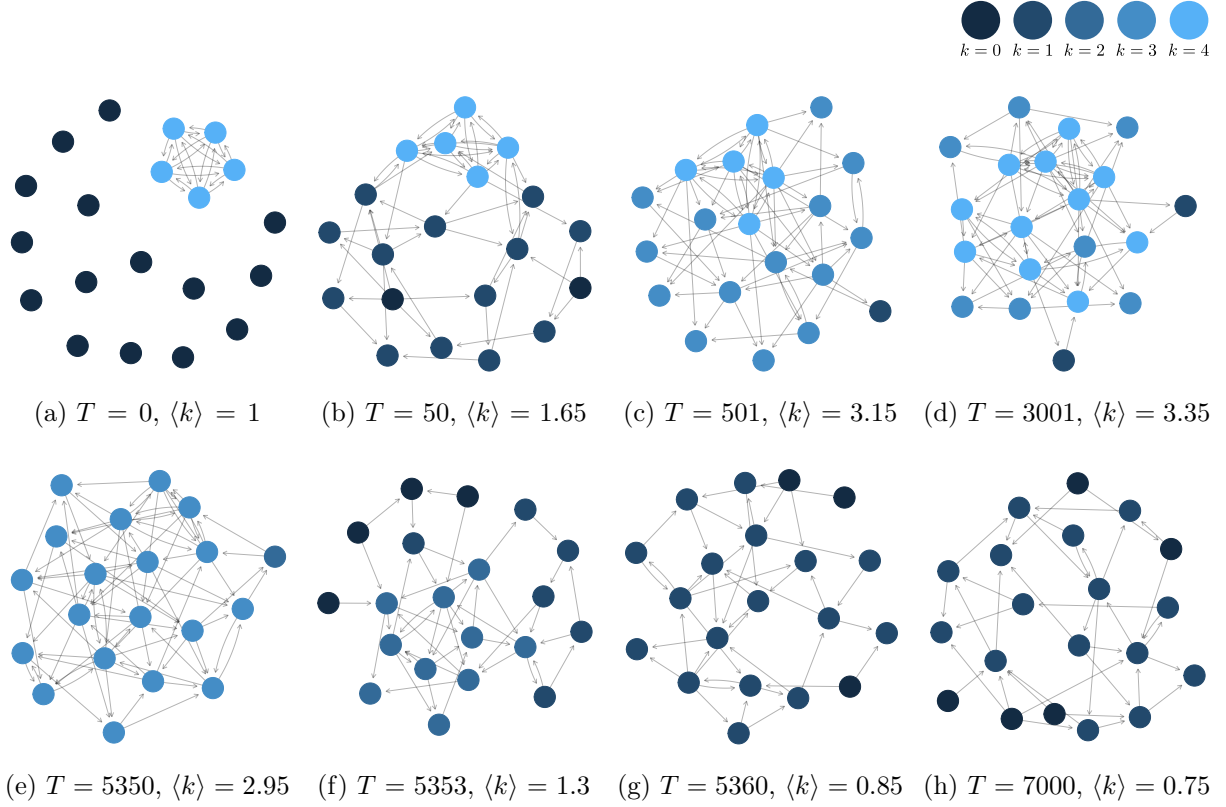 k = 0 k = 1 k = 2 k = 3 k = 4
(a) T = 0, ⟨k⟩ = 1 (b) T = 50, ⟨k⟩ = 1.65 (c) T = 501, ⟨k⟩ = 3.15 (d) T = 3001, ⟨k⟩ = 3.35
(e) T = 5350, ⟨k⟩ = 2.95 (f) T = 5353, ⟨k⟩ = 1.3 (g) T = 5360, ⟨k⟩ = 0.85 (h) T = 7000, ⟨k⟩ = 0.75